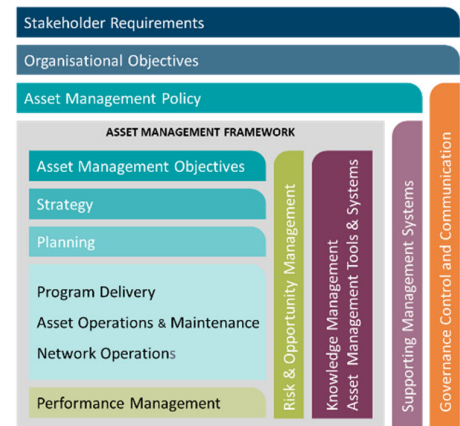 Stakeholder Requirements
Organisational Objectives
Asset Management Policy
ASSET MANAGEMENT FRAMEWORK
Asset Management Objectives
Strategy
Planning
Program Delivery
Asset Operations & Maintenance
Network Operations
Performance Management
Risk & Opportunity Management
Knowledge Management
Asset Management Tools & Systems
Supporting Management Systems
Governance Control and Communication